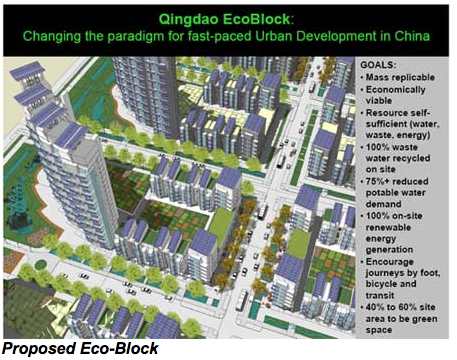 Qingdao EcoBlock:
Changing the paradigm for fast-paced Urban Development in China
GOALS:
• Mass replicable
• Economically
viable
• Resource self-
sufficient (water,
waste, energy)
• 100% waste
water recycled
on site
• 75%+ reduced
potable water
demand
• 100% on-site
renewable
energy
generation
• Encourage
journeys by foot,
bicycle and
transit
• 40% to 60% site
area to be green
space
Proposed Eco-Block